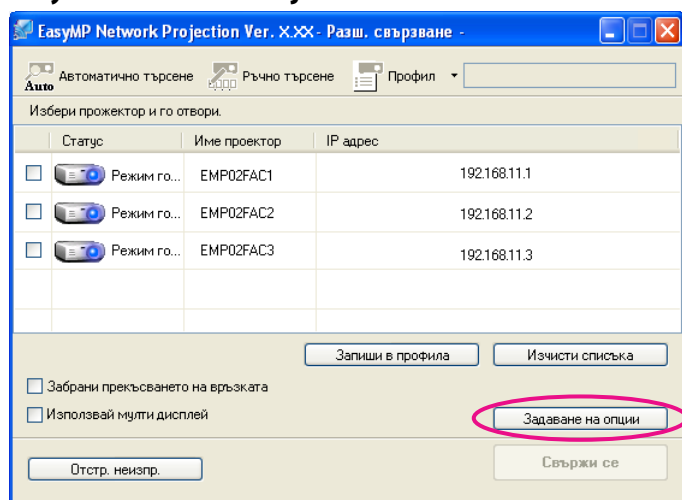 EasyMP Network Projection Ver. X.XX - Разш. свързване -
Auto Автоматично търсене Ръчно търсене Профил
Избери прожектор и го отвори.
Статус Име проектор IP адрес
Режим го... EMP02FAC1 192.168.11.1
Режим го... EMP02FAC2 192.168.11.2
Режим го... EMP02FAC3 192.168.11.3
Запиши в профила Изчисти списъка
Забрани прекъсването на връзката
Използвай мулти дисплей Задаване на опции
Отстр. неизпр. Свържи се